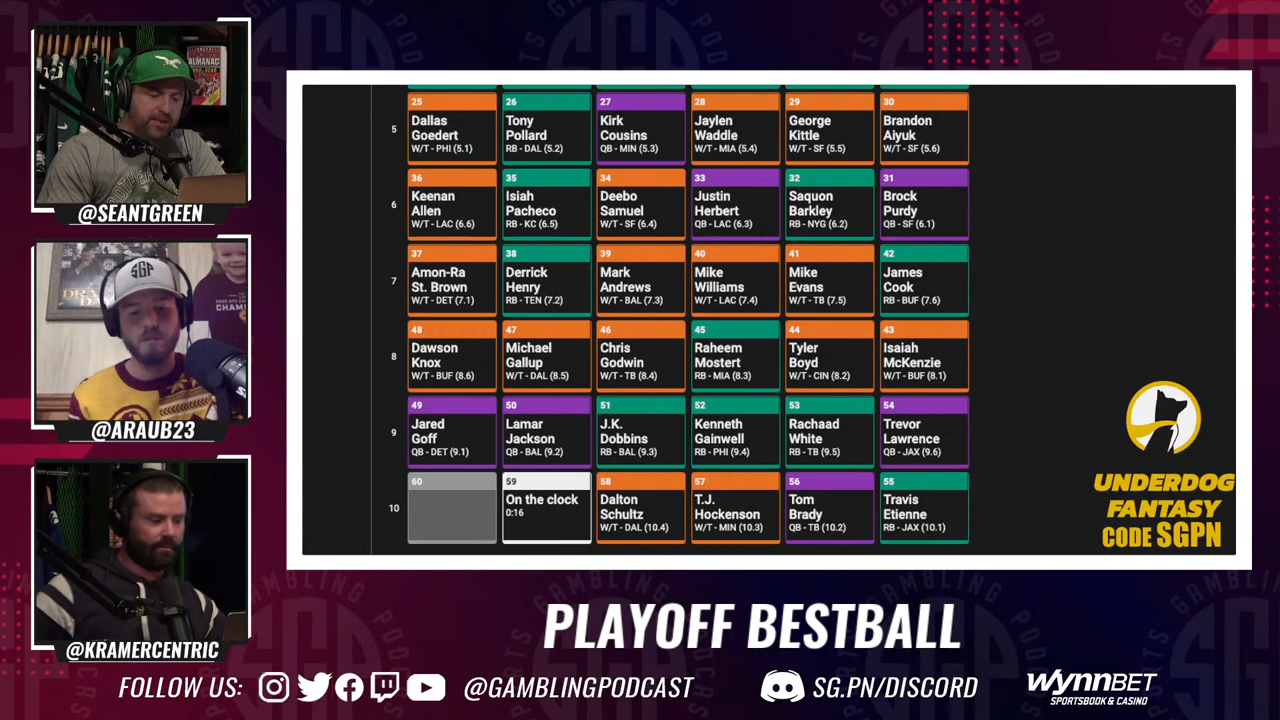 ALMANAC
@SEANTGREEN
SGP
@ARAUB23
@KRAMERCENTRIC
5
25
Dallas
Goedert
W/T - PHI (5.1)
26
Tony
Pollard
RB - DAL (5.2)
27
Kirk
Cousins
QB - MIN (5.3)
28
Jaylen
Waddle
W/T - MIA (5.4)
29
George
Kittle
W/T - SF (5.5)
30
Brandon
Aiyuk
W/T - SF (5.6)
6
36
Keenan
Allen
W/T - LAC (6.6)
35
Isiah
Pacheco
RB - KC (6.5)
34
Deebo
Samuel
W/T - SF (6.4)
33
Justin
Herbert
QB - LAC (6.3)
32
Saquon
Barkley
RB - NYG (6.2)
31
Brock
Purdy
QB - SF (6.1)
7
37
Amon-Ra
St. Brown
W/T - DET (7.1)
38
Derrick
Henry
RB - TEN (7.2)
39
Mark
Andrews
W/T - BAL (7.3)
40
Mike
Williams
W/T - LAC (7.4)
41
Mike
Evans
W/T - TB (7.5)
42
James
Cook
RB - BUF (7.6)
8
48
Dawson
Knox
W/T - BUF (8.6)
47
Michael
Gallup
W/T - DAL (8.5)
46
Chris
Godwin
W/T - TB (8.4)
45
Raheem
Mostert
RB - MIA (8.3)
44
Tyler
Boyd
W/T - CIN (8.2)
43
Isaiah
McKenzie
W/T - BUF (8.1)
9
49
Jared
Goff
QB - DET (9.1)
50
Lamar
Jackson
QB - BAL (9.2)
51
J.K.
Dobbins
RB - BAL (9.3)
52
Kenneth
Gainwell
RB - PHI (9.4)
53
Rachaad
White
RB - TB (9.5)
54
Trevor
Lawrence
QB - JAX (9.6)
10
60
59
On the clock
0:16
58
Dalton
Schultz
W/T - DAL (10.4)
57
T.J.
Hockenson
W/T - MIN (10.3)
56
Tom
Brady
QB - TB (10.2)
55
Travis
Etienne
RB - JAX (10.1)
UNDERDOG
FANTASY
CODE SGPN
PLAYOFF BESTBALL
FOLLOW US:
@GAMBLINGPODCAST
SG.PN/DISCORD
WYNNBET
SPORTSBOOK & CASINO